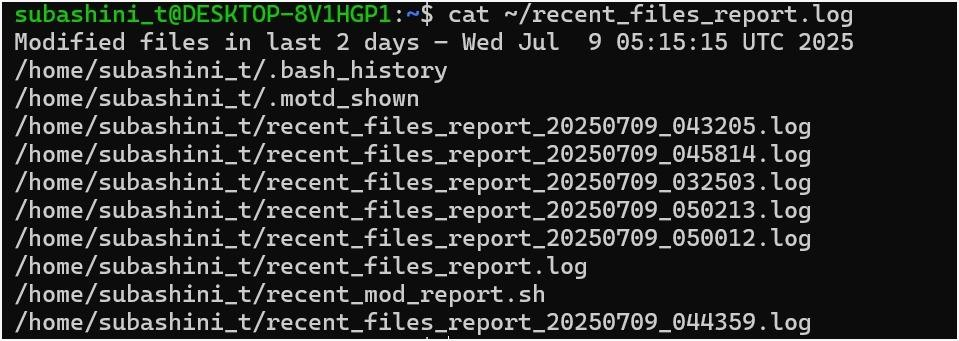 subashini_t@DESKTOP-8V1HGP1:~$ cat ~/recent_files_report.log
Modified files in last 2 days – Wed Jul  9 05:15:15 UTC 2025
/home/subashini_t/.bash_history
/home/subashini_t/.motd_shown
/home/subashini_t/recent_files_report_20250709_043205.log
/home/subashini_t/recent_files_report_20250709_045814.log
/home/subashini_t/recent_files_report_20250709_032503.log
/home/subashini_t/recent_files_report_20250709_050213.log
/home/subashini_t/recent_files_report_20250709_050012.log
/home/subashini_t/recent_files_report.log
/home/subashini_t/recent_mod_report.sh
/home/subashini_t/recent_files_report_20250709_044359.log